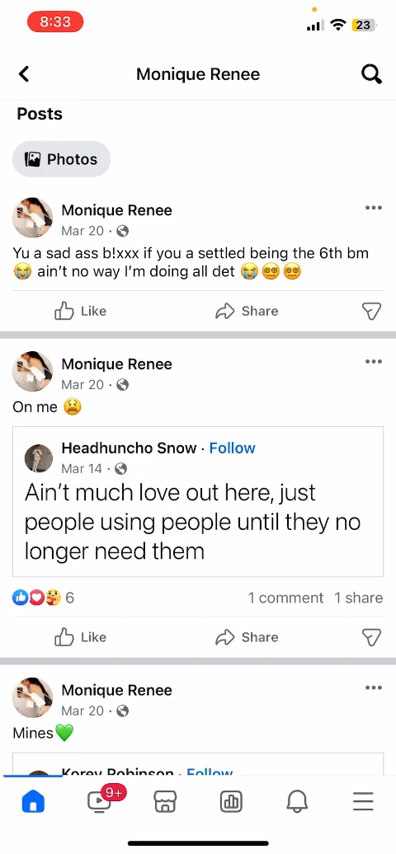 8:33
23
Monique Renee
Posts
Photos
Monique Renee
Mar 20 ·
Yu a sad ass b!xxx if you a settled being the 6th bm
😭 ain't no way I'm doing all det 😭 😵‍💫 😵‍💫
Like
Share
Monique Renee
Mar 20 ·
On me 😫
Headhuncho Snow · Follow
Mar 14 ·
Ain't much love out here, just
people using people until they no
longer need them
6
1 comment 1 share
Like
Share
Monique Renee
Mar 20 ·
Mines💚
Korey Robinson · Follow
9+